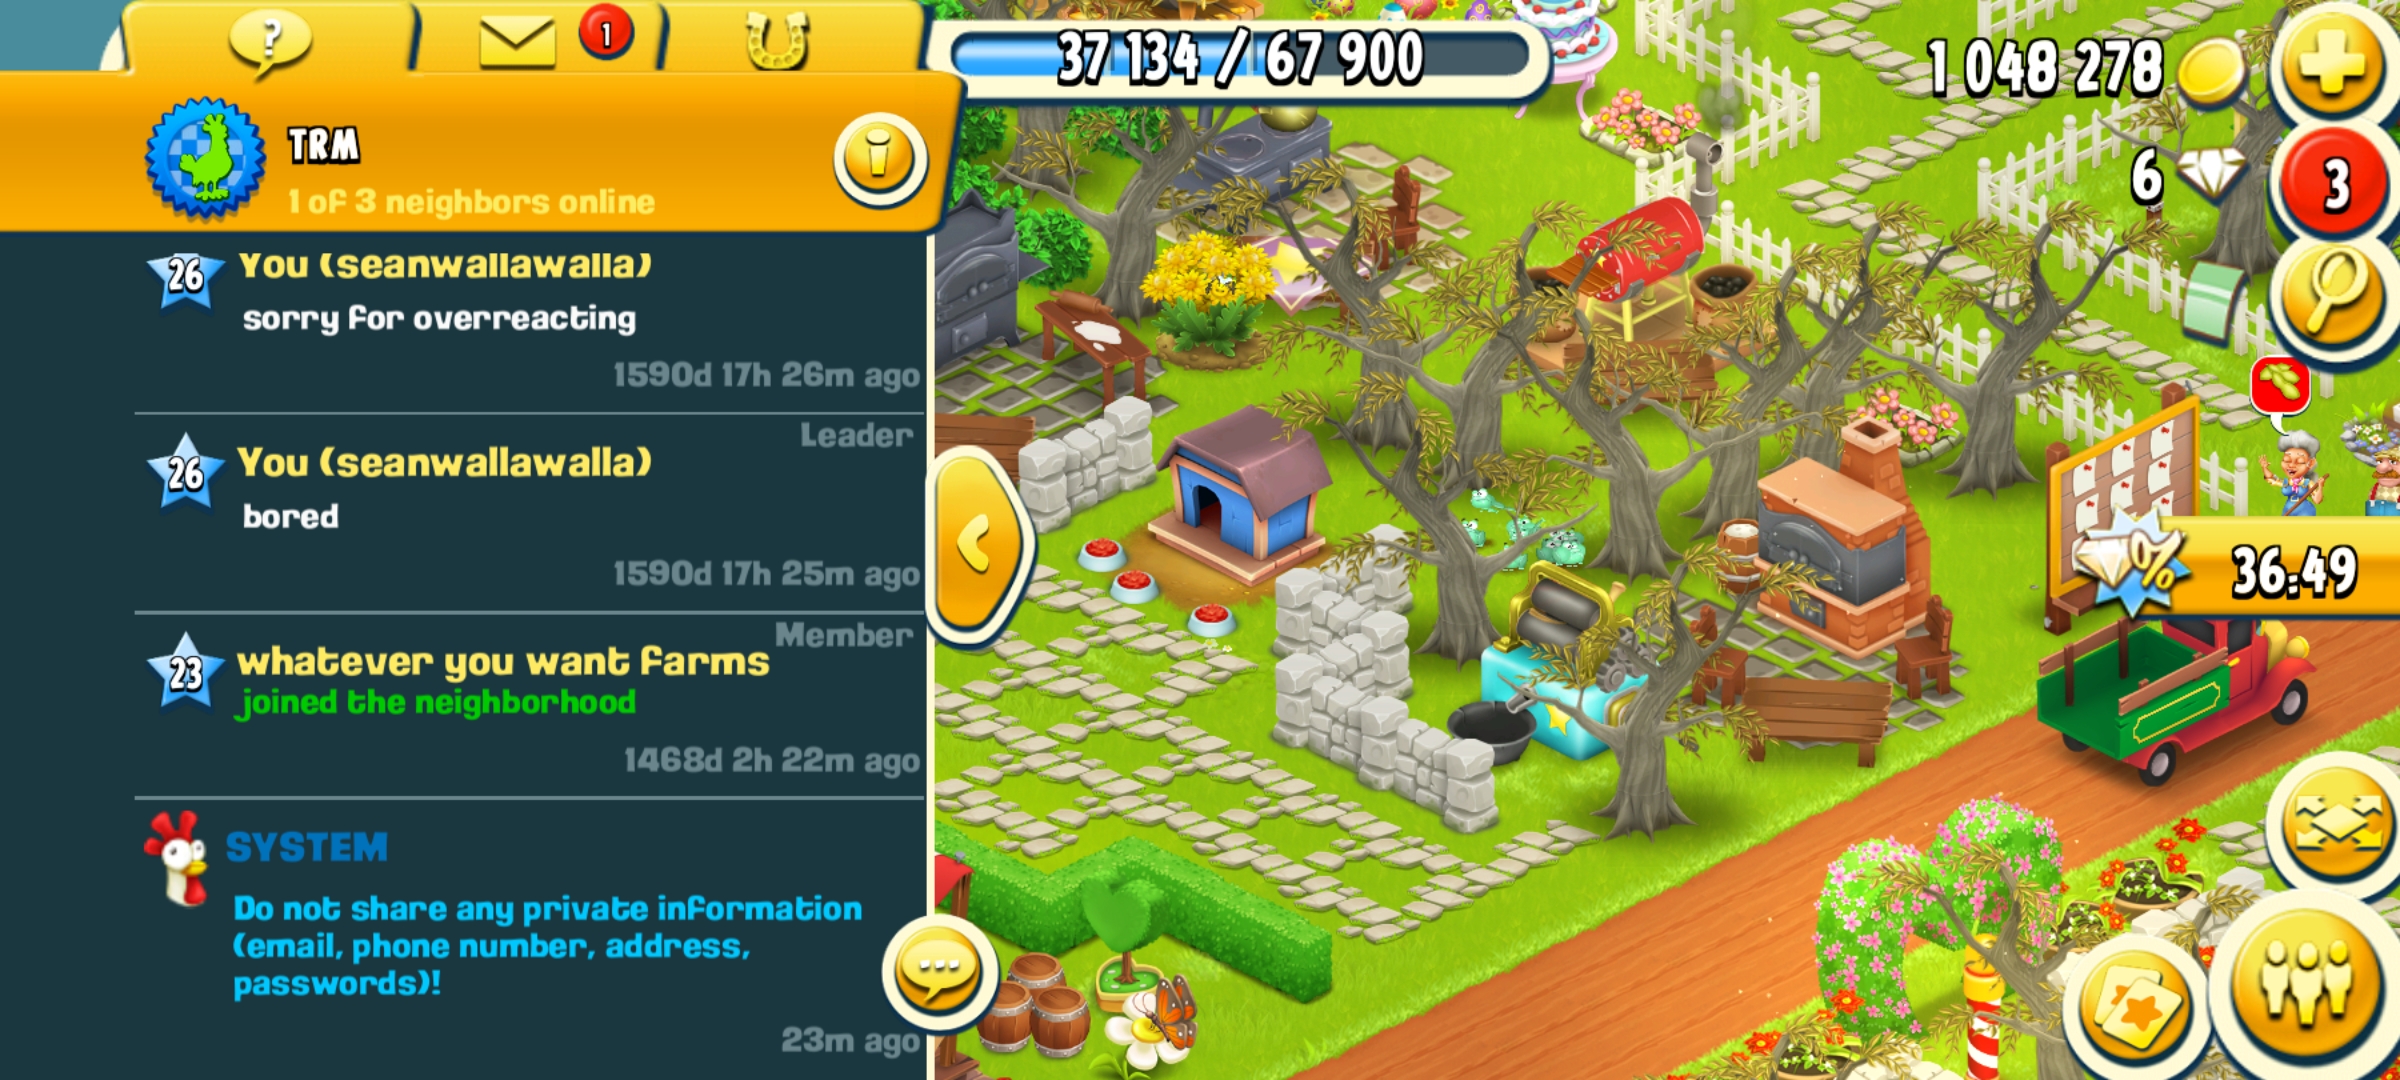 ?
1
37 134 / 67 900
1 048 278
TRM
1 of 3 neighbors online
i
6
3
26
You (seanwallawalla)
sorry for overreacting
1590d 17h 26m ago
Leader
26
You (seanwallawalla)
bored
1590d 17h 25m ago
%
36:49
Member
23
whatever you want farms
joined the neighborhood
1468d 2h 22m ago
SYSTEM
Do not share any private information
(email, phone number, address,
passwords)!
23m ago